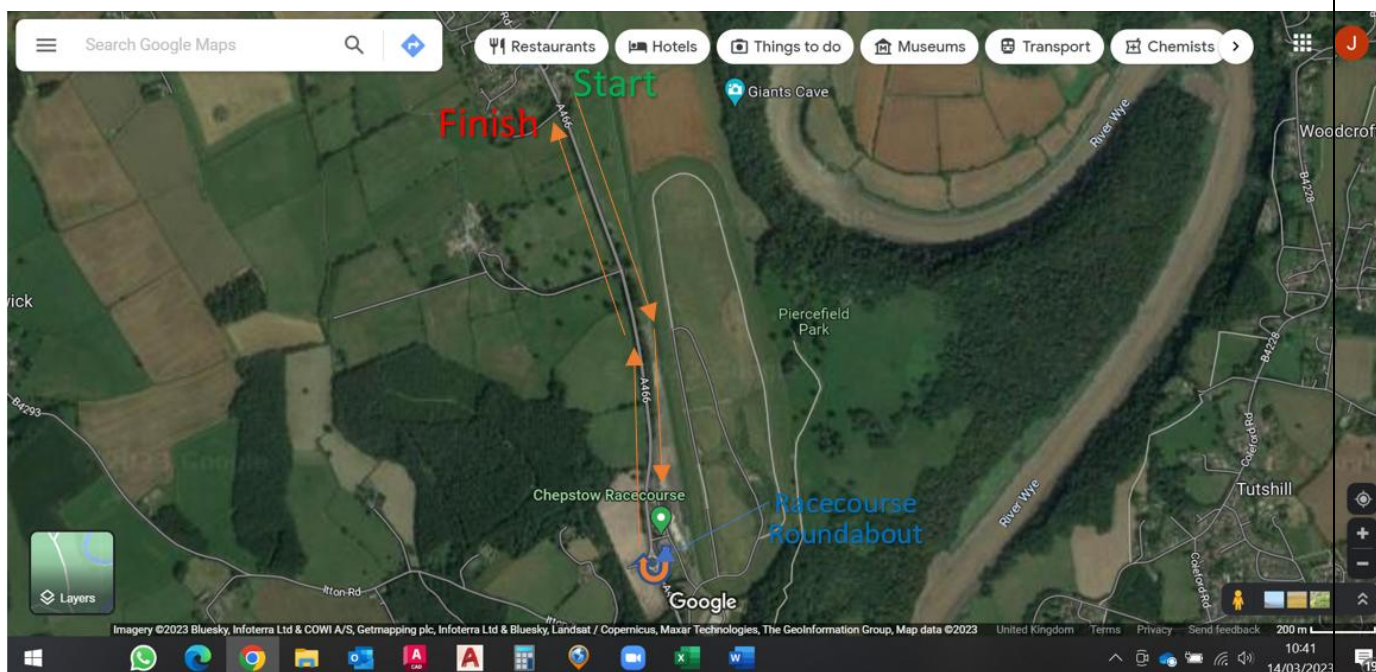 Search Google Maps
Restaurants
Hotels
Things to do
Museums
Transport
Chemists
J
Start
Finish
A466
Giants Cave
River Wye
Woodcrof
B4228
Piercefield
Park
ick
B4293
A466
B4228
Coleford Rd
Chepstow Racecourse
Racecourse
Roundabout
River Wye
Tutshill
Coleford Rd
Itton Rd
Layers
Google
Imagery ©2023 Bluesky, Infoterra Ltd & COWI A/S, Getmapping plc, Infoterra Ltd & Bluesky, Landsat / Copernicus, Maxar Technologies, The GeoInformation Group, Map data ©2023 United Kingdom Terms Privacy Send feedback 200 m
10:41
14/03/2023